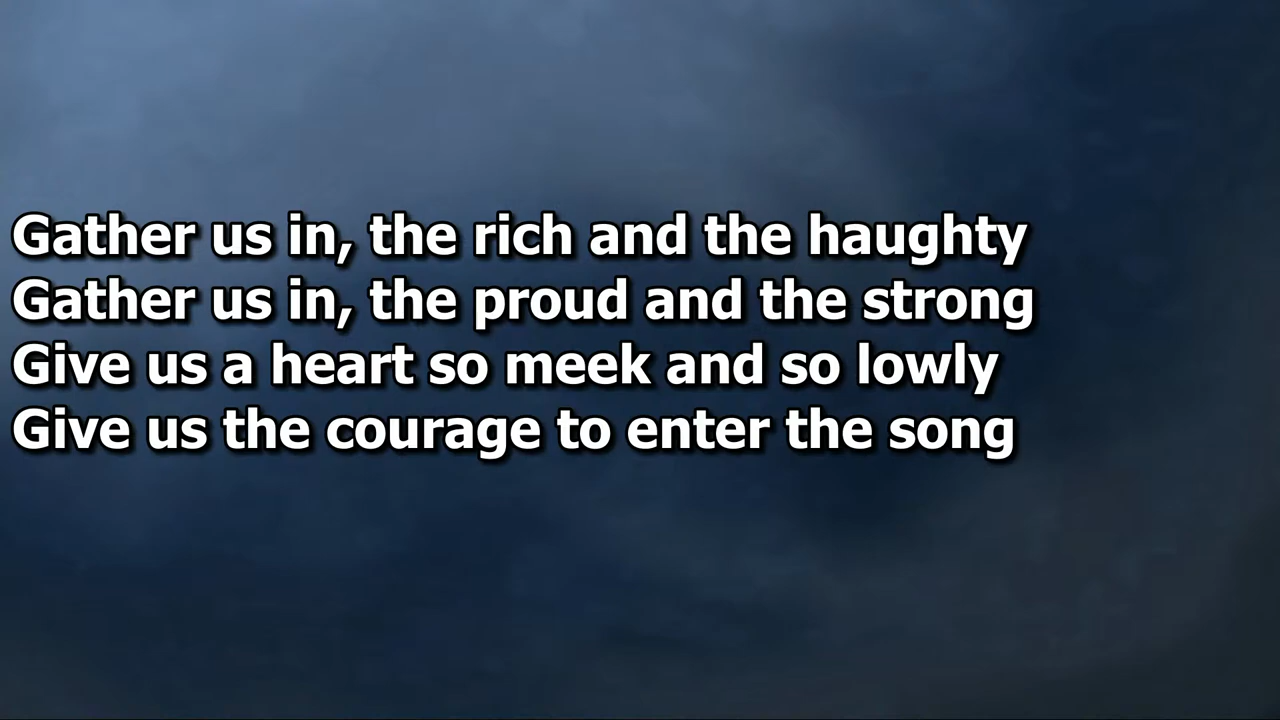 Gather us in, the rich and the haughty
Gather us in, the proud and the strong
Give us a heart so meek and so lowly
Give us the courage to enter the song